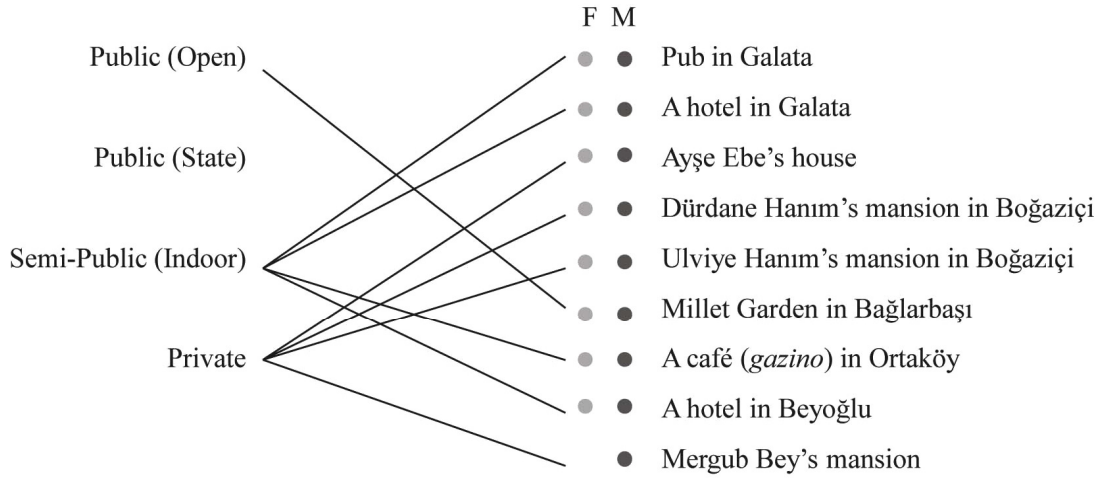 F M
Public (Open)
Public (State)
Semi-Public (Indoor)
Private
Pub in Galata
A hotel in Galata
Ayşe Ebe’s house
Dürdane Hanım’s mansion in Boğaziçi
Ulviye Hanım’s mansion in Boğaziçi
Millet Garden in Bağlarbaşı
A café (gazino) in Ortaköy
A hotel in Beyoğlu
Mergub Bey’s mansion